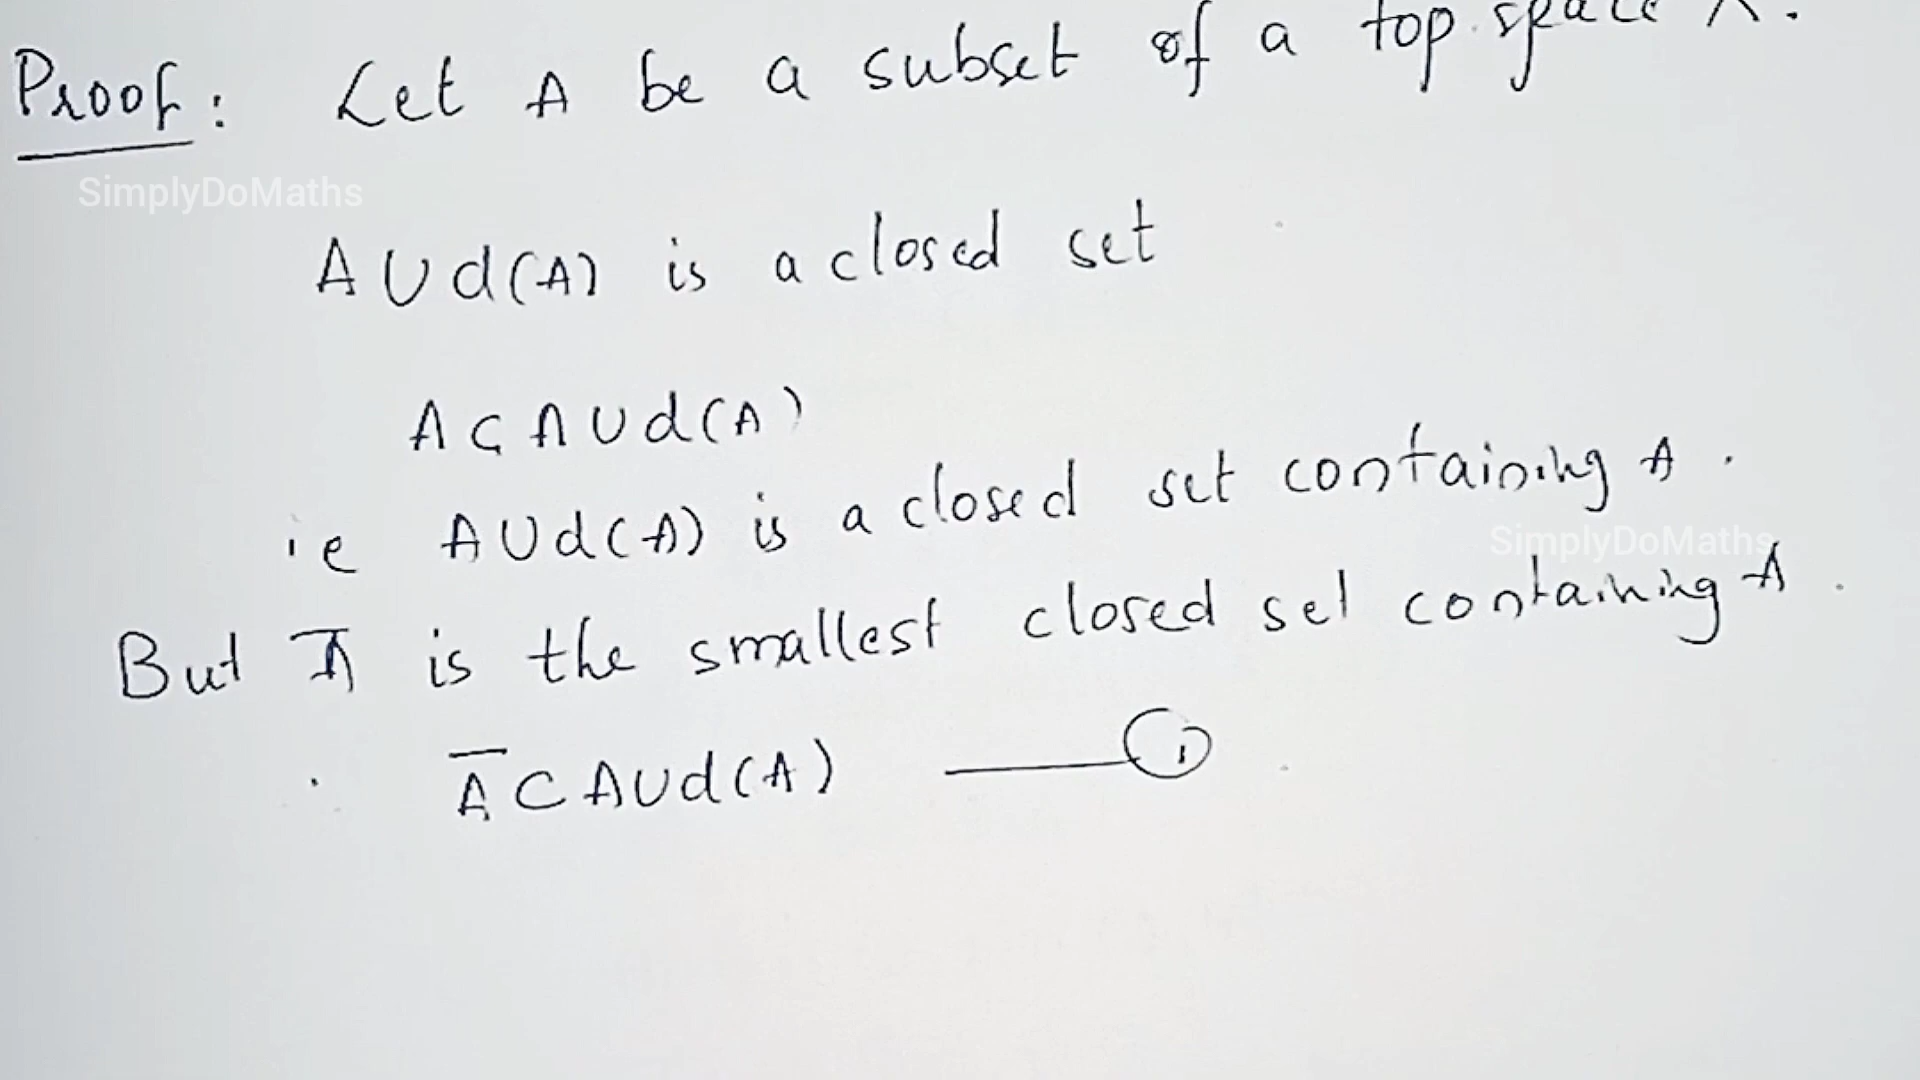 Proof: Let A be a subset of a top. space X.
SimplyDoMaths
A ∪ d(A) is a closed set
A ⊂ A ∪ d(A)
ie A ∪ d(A) is a closed set containing A.
SimplyDoMaths
But A̅ is the smallest closed set containing A.
∴ A̅ ⊂ A ∪ d(A) —— ①